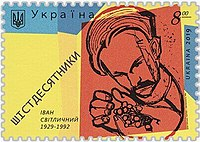 Україна
8.00
UKRAINE 2019
ШІСТДЕСЯТНИКИ
ІВАН
СВІТЛИЧНИЙ
1929-1992